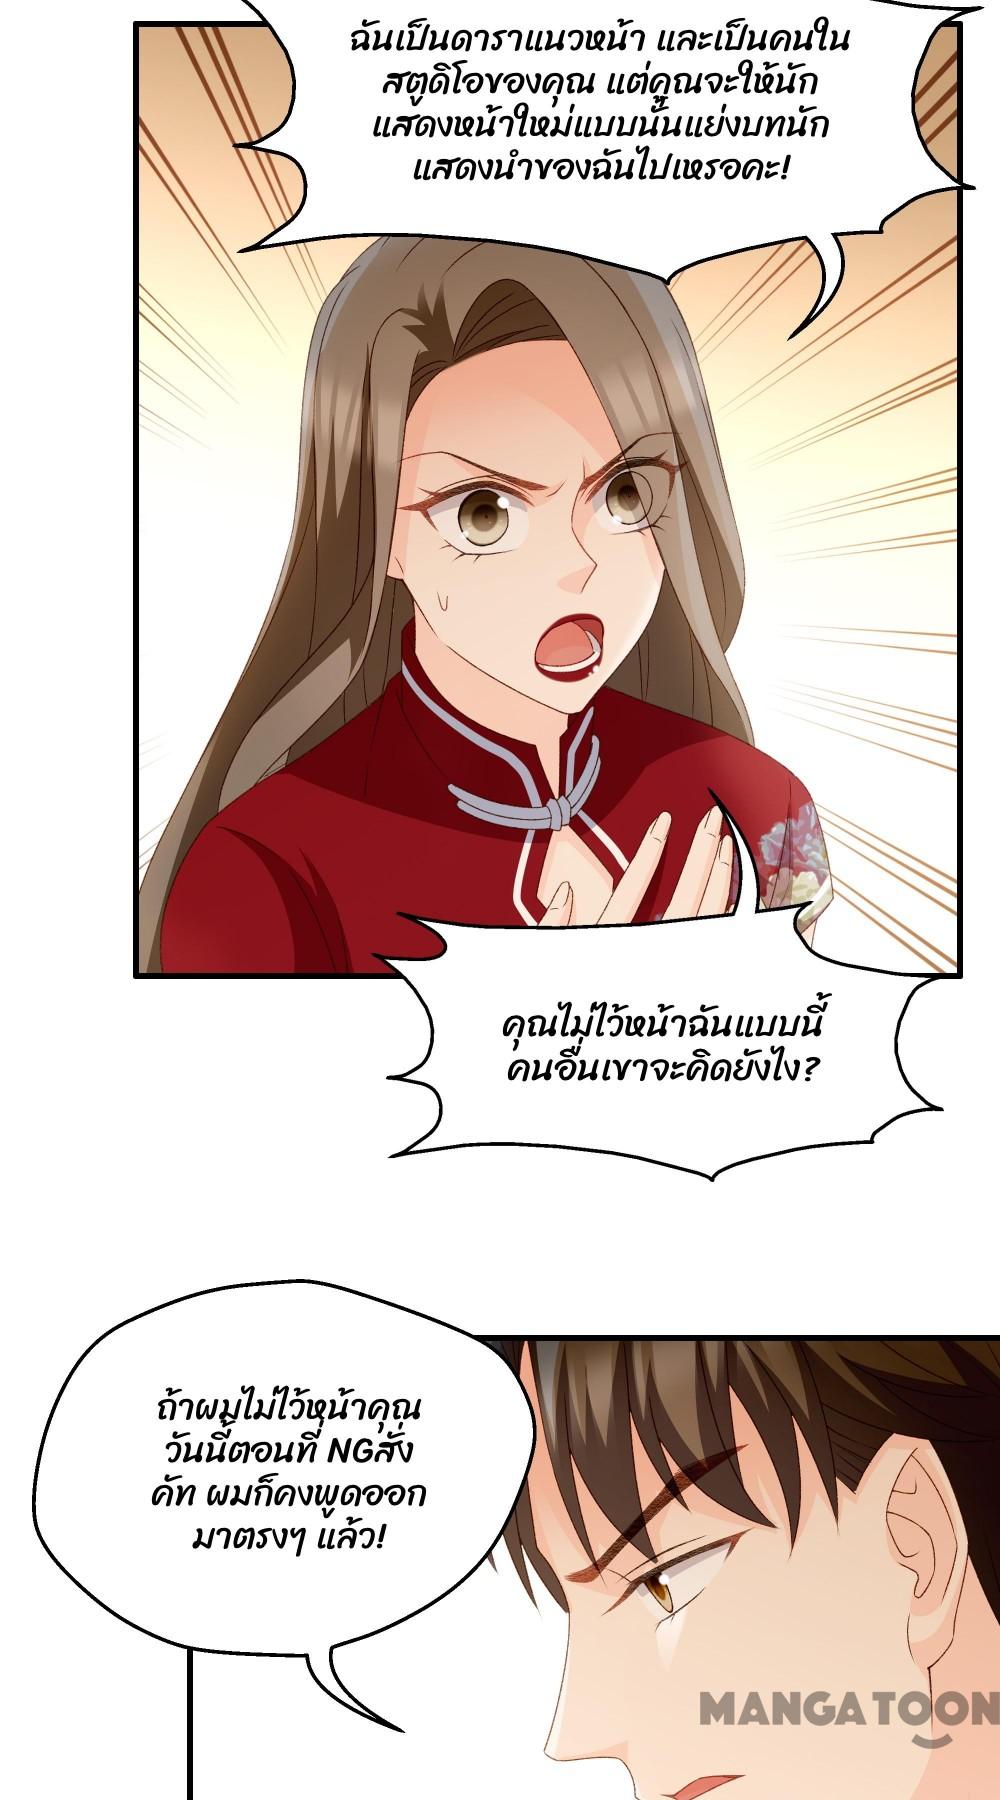 ฉันเป็นดาราแนวหน้า และเป็นคนใน
สตูดิโอของคุณ แต่คุณจะให้นัก
แสดงหน้าใหม่แบบนั้นแย่งบทนัก
แสดงนำของฉันไปเหรอคะ!
คุณไม่ไว้หน้าฉันแบบนี้
คนอื่นเขาจะคิดยังไง?
ถ้าผมไม่ไว้หน้าคุณ
วันนี้ตอนที่ NGสั่ง
คัท ผมก็คงพูดออก
มาตรงๆ แล้ว!
MANGATOON